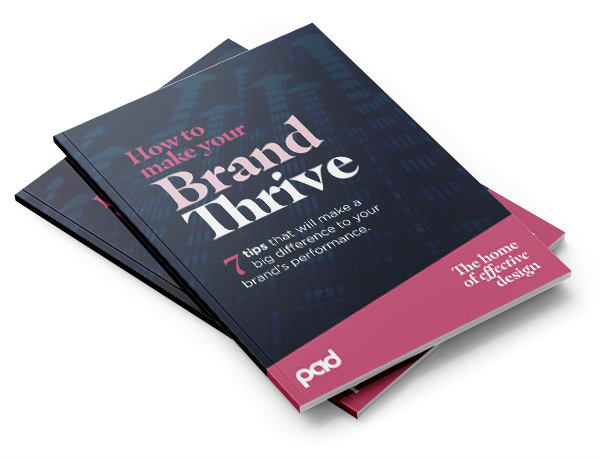 How to
make your
Brand
Thrive
7 tips that will make a
big difference to your
brand's performance.
The home
of effective
design
pad